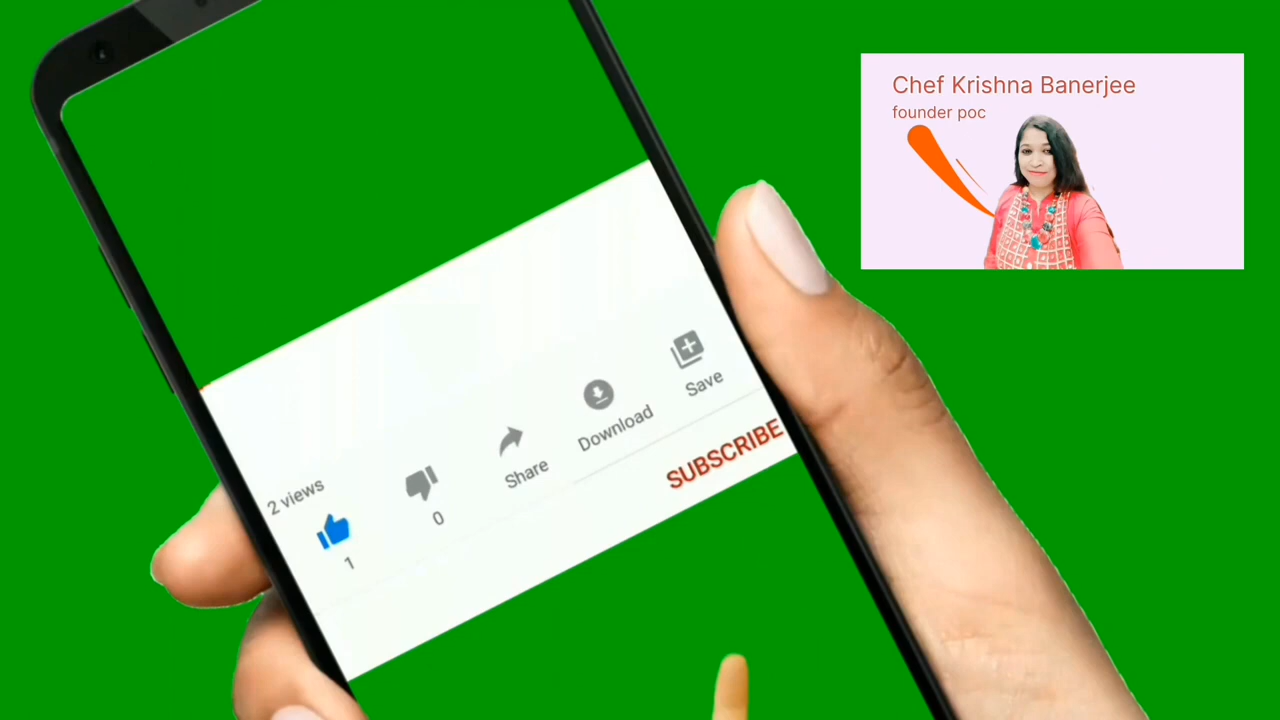 Chef Krishna Banerjee
founder poc
2 views
1
0
Share
Download
Save
SUBSCRIBE